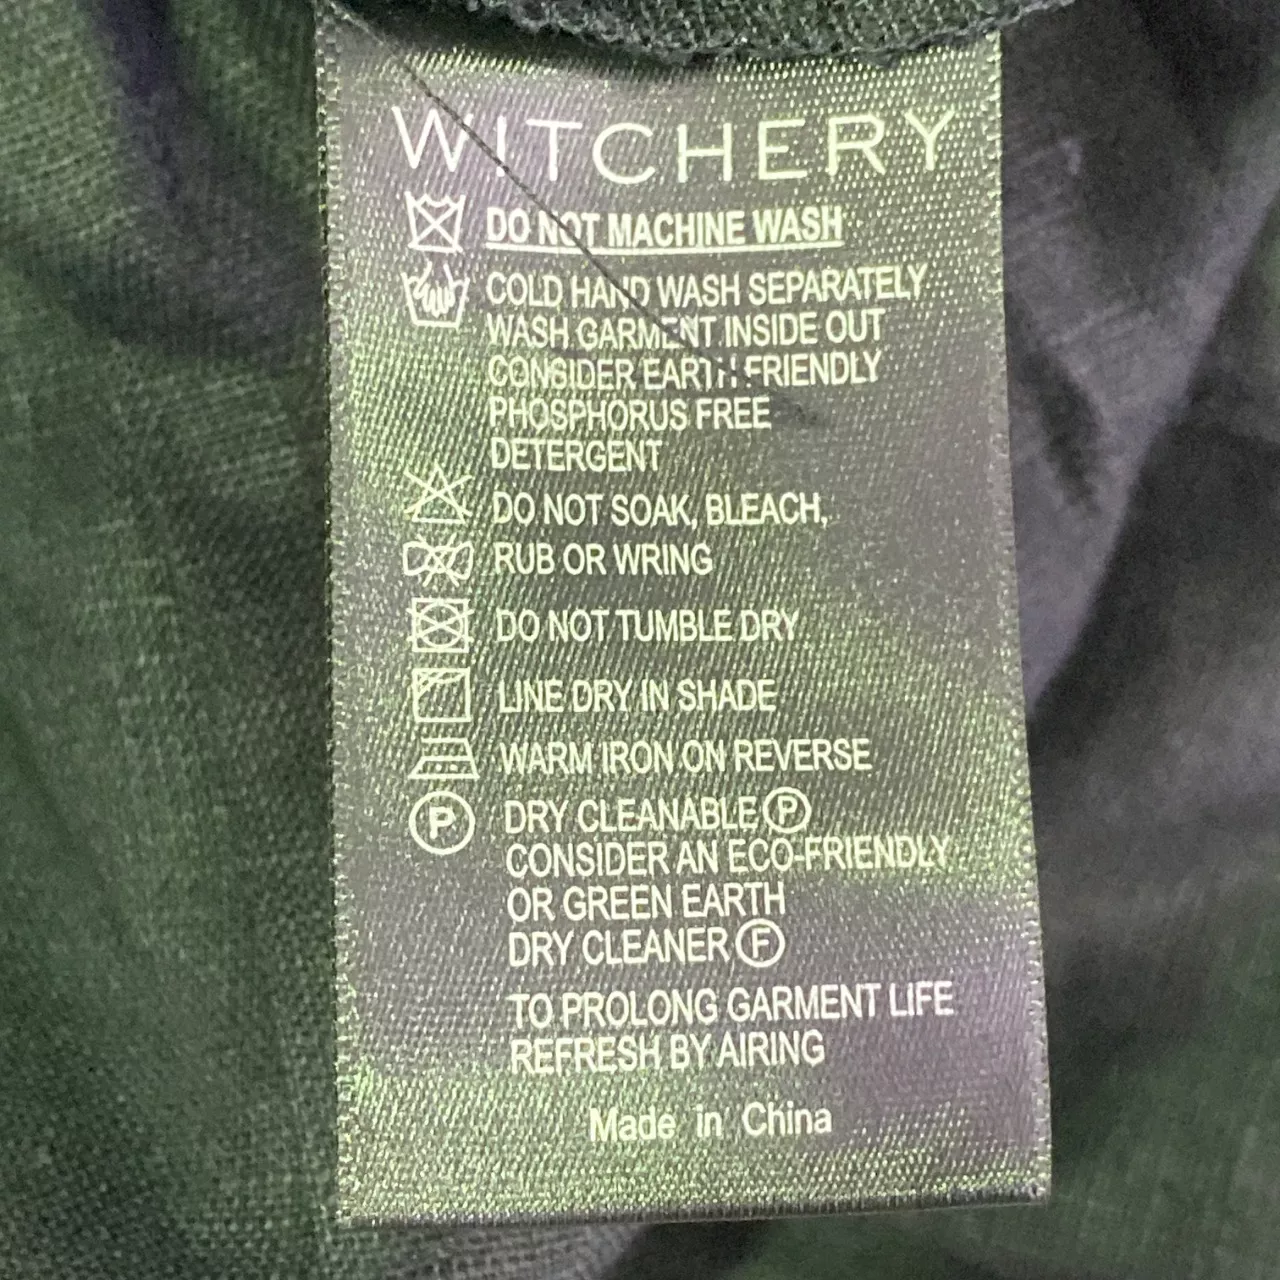 WITCHERY
DO NOT MACHINE WASH
COLD HAND WASH SEPARATELY
WASH GARMENT INSIDE OUT
CONSIDER EARTH FRIENDLY
PHOSPHORUS FREE
DETERGENT
DO NOT SOAK, BLEACH,
RUB OR WRING
DO NOT TUMBLE DRY
LINE DRY IN SHADE
WARM IRON ON REVERSE
P DRY CLEANABLE P
CONSIDER AN ECO-FRIENDLY
OR GREEN EARTH
DRY CLEANER F
TO PROLONG GARMENT LIFE
REFRESH BY AIRING
Made in China